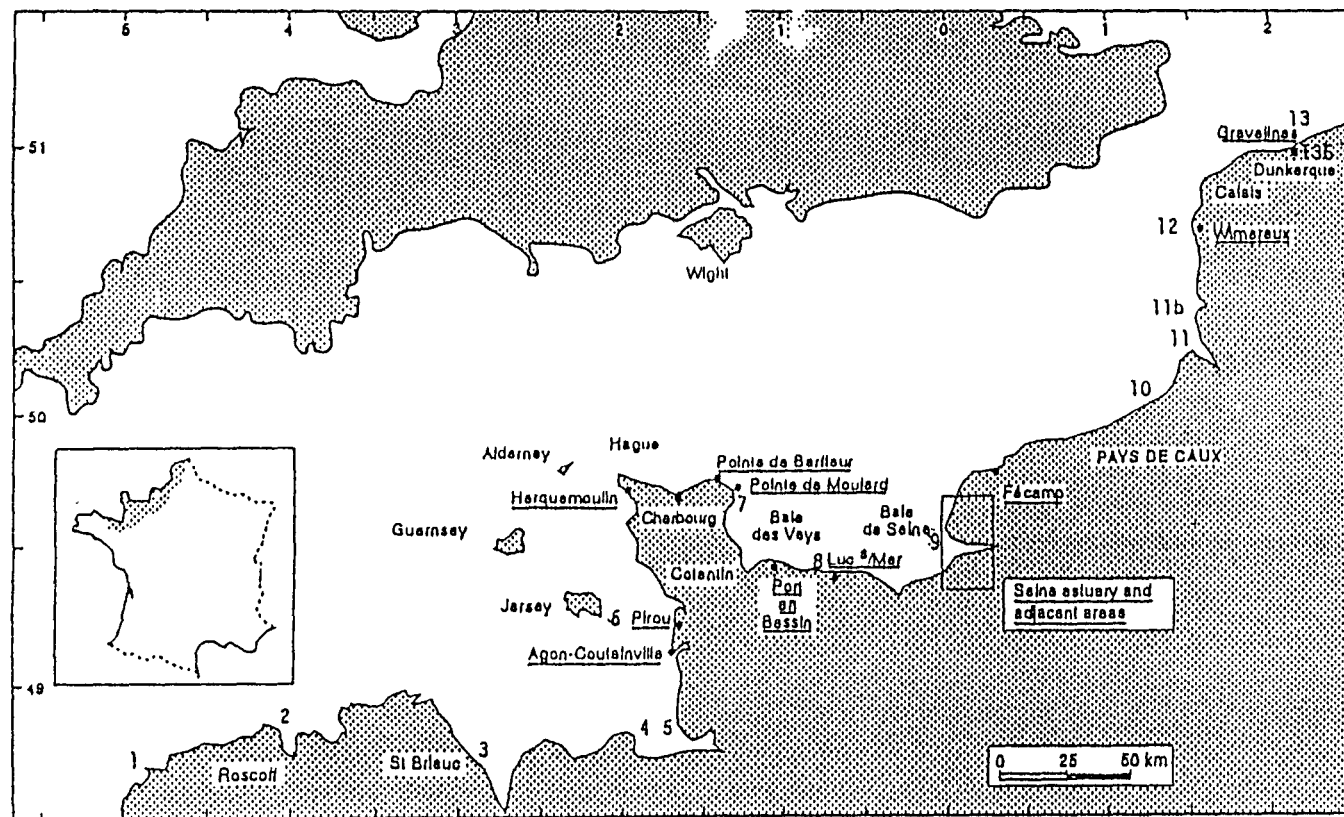 5 4 3 2 1 0 1 2
51
50
49
13
Gravelines
13b
Dunkerque
Calais
12
Wimereux
11b
11
10
Wight
PAYS DE CAUX
Fécamp
Hague
Alderney
Pointe de Barfleur
Pointe de Moulard
7
Herquemoulin
Cherbourg
Baie
des Veys
Baie
de Seine
9
Guernsey
8 Luc s/Mer
Cotentin
Port
en
Bessin
Seine estuary and
adjacent areas
Jersey
6
Pirou
Agon-Coutainville
4 5
2
1
3
Roscoff
St Brieuc
0 25 50 km